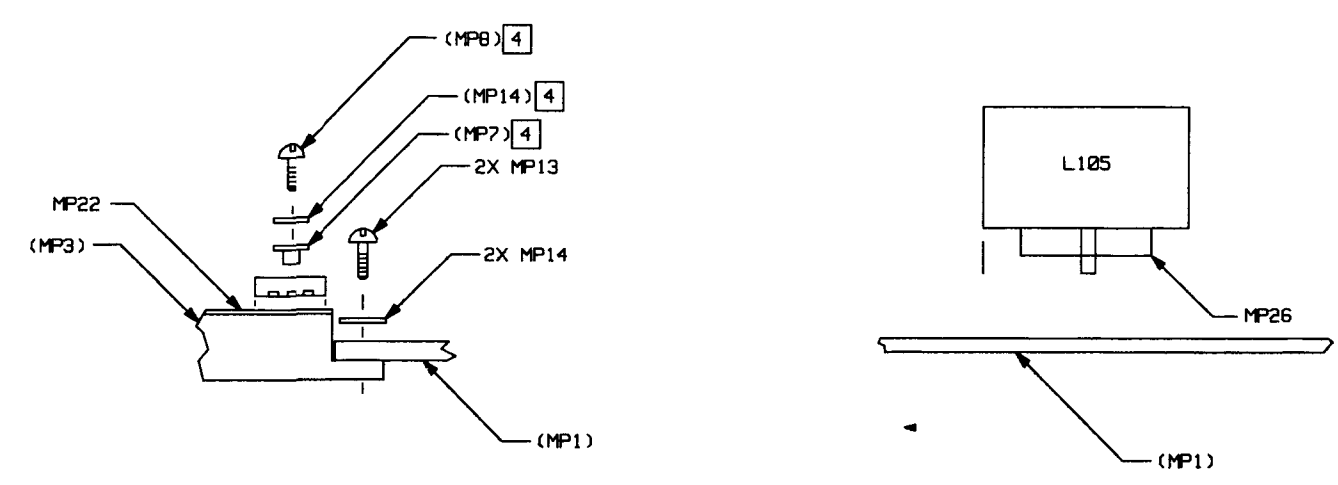 (MP8) 4
(MP14) 4
(MP7) 4
2X MP13
MP22
(MP3)
2X MP14
(MP1)
L105
MP26
(MP1)